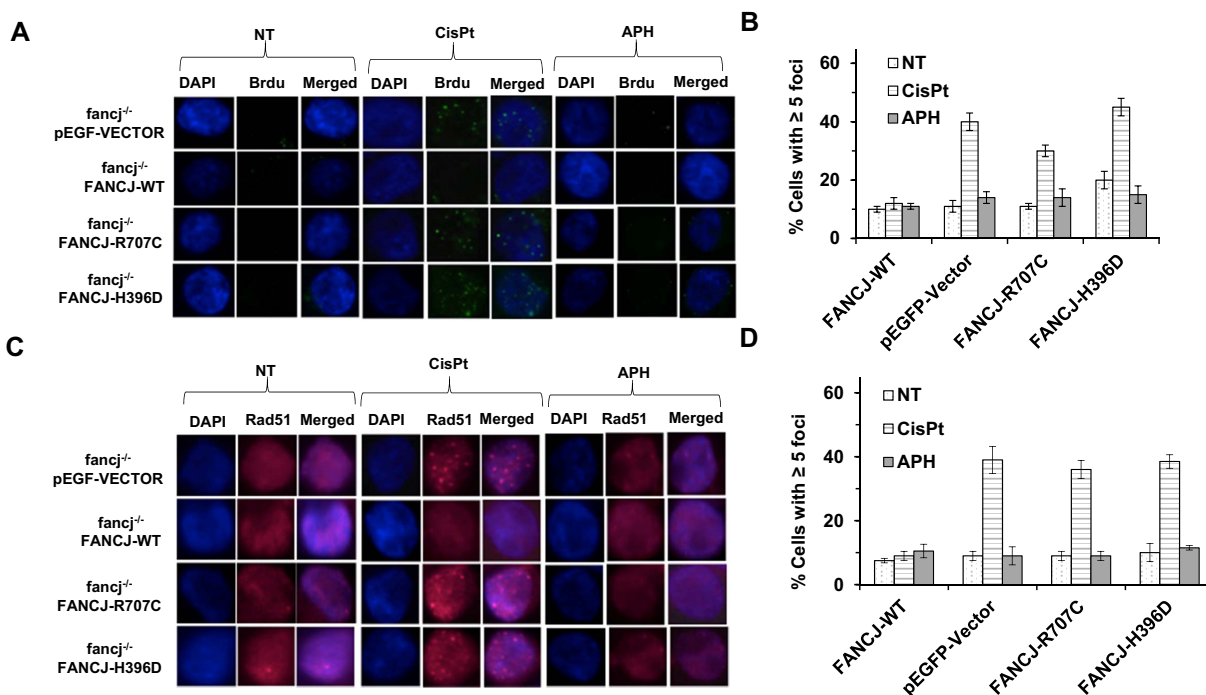 A
NT
CisPt
APH
DAPI Brdu Merged DAPI Brdu Merged DAPI Brdu Merged
fancj-/-
pEGF-VECTOR
fancj-/-
FANCJ-WT
fancj-/-
FANCJ-R707C
fancj-/-
FANCJ-H396D
B
% Cells with ≥ 5 foci
60
40
20
0
NT
CisPt
APH
FANCJ-WT
pEGFP-Vector
FANCJ-R707C
FANCJ-H396D
C
NT
CisPt
APH
DAPI Rad51 Merged DAPI Rad51 Merged DAPI Rad51 Merged
fancj-/-
pEGF-VECTOR
fancj-/-
FANCJ-WT
fancj-/-
FANCJ-R707C
fancj-/-
FANCJ-H396D
D
% Cells with ≥ 5 foci
60
40
20
0
NT
CisPt
APH
FANCJ-WT
pEGFP-Vector
FANCJ-R707C
FANCJ-H396D